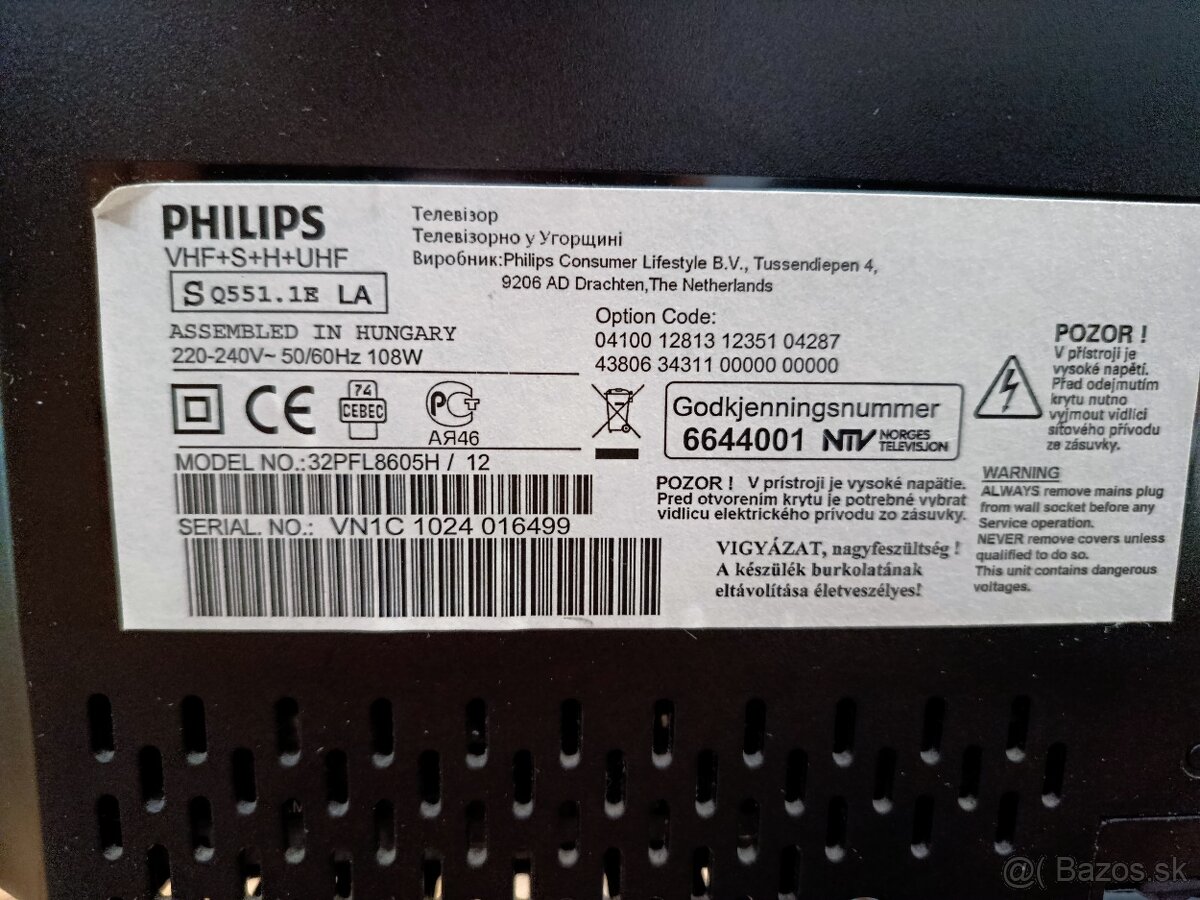 PHILIPS
VHF+S+H+UHF
S Q551.1E LA
ASSEMBLED IN HUNGARY
220-240V~ 50/60Hz 108W
Телевізор
Телевізорно у Угорщині
Виробник:Philips Consumer Lifestyle B.V., Tussendiepen 4,
9206 AD Drachten,The Netherlands
Option Code:
04100 12813 12351 04287
43806 34311 00000 00000
CE
74
CEBEC
РСТ
АЯ46
Godkjenningsnummer
6644001 NTV NORGES
TELEVISJON
POZOR !
V přístroji je
vysoké napětí.
Před odejmutím
krytu nutno
vyjmout vidlici
síťového přívodu
ze zásuvky.
MODEL NO.:32PFL8605H / 12
SERIAL. NO.: VN1C 1024 016499
POZOR ! V prístroji je vysoké napätie.
Pred otvorením krytu je potrebné vybrat
vidlicu elektrického prívodu zo zásuvky.
VIGYÁZAT, nagyfeszültség !
A készülék burkolatának
eltávolítása életveszélyes!
WARNING
ALWAYS remove mains plug
from wall socket before any
Service operation.
NEVER remove covers unless
qualified to do so.
This unit contains dangerous
voltages.
@( Bazos.sk